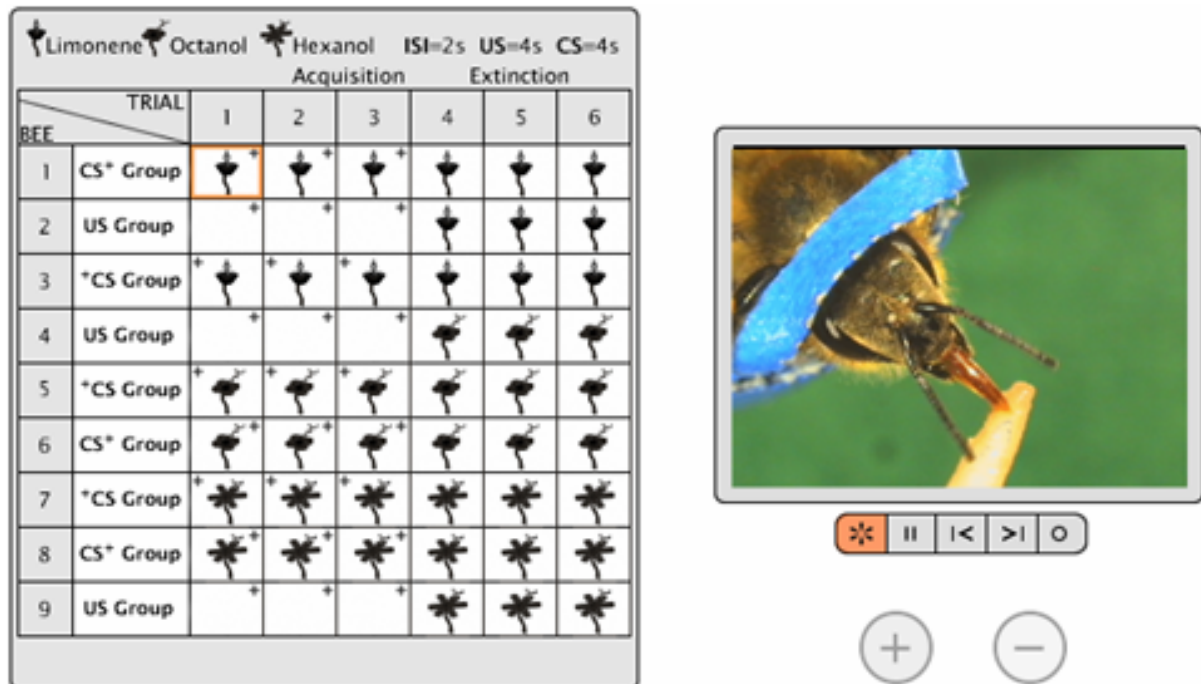 Limonene Octanol Hexanol ISI=2s US=4s CS=4s
Acquisition Extinction
TRIAL 1 2 3 4 5 6
BEE
1 CS⁺ Group + + +
2 US Group + + +
3 ⁺CS Group + + +
4 US Group + + +
5 ⁺CS Group + + +
6 CS⁺ Group + + +
7 ⁺CS Group + + +
8 CS⁺ Group + + +
9 US Group + + +